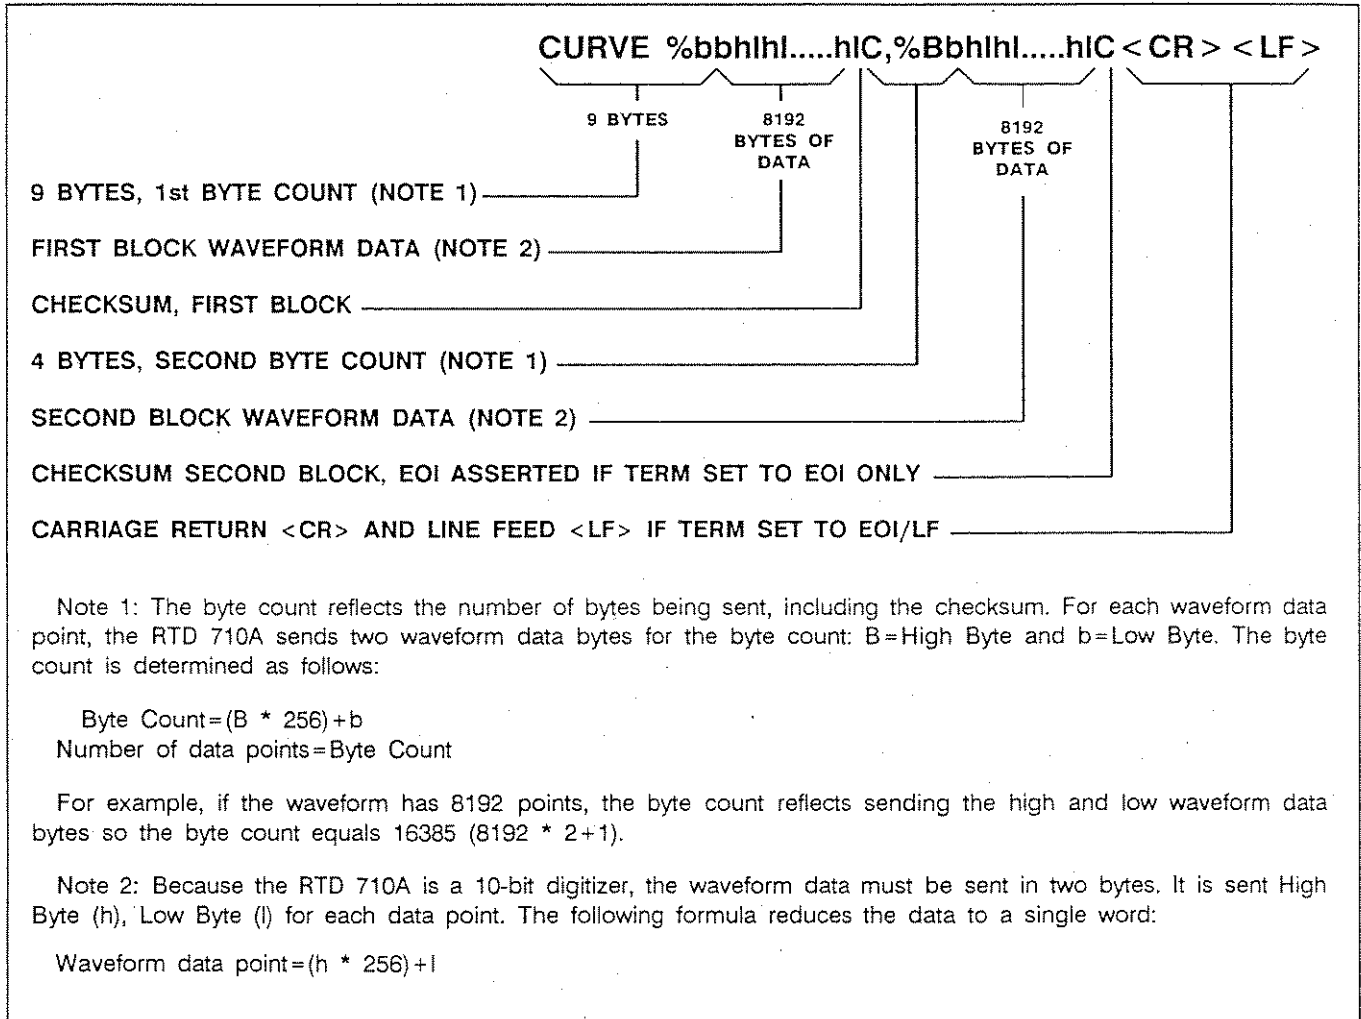 CURVE %bbhlhl.....hlC,%Bbhlhl.....hlC<CR><LF>
9 BYTES
8192
BYTES OF
DATA
8192
BYTES OF
DATA
9 BYTES, 1st BYTE COUNT (NOTE 1)
FIRST BLOCK WAVEFORM DATA (NOTE 2)
CHECKSUM, FIRST BLOCK
4 BYTES, SECOND BYTE COUNT (NOTE 1)
SECOND BLOCK WAVEFORM DATA (NOTE 2)
CHECKSUM SECOND BLOCK, EOI ASSERTED IF TERM SET TO EOI ONLY
CARRIAGE RETURN <CR> AND LINE FEED <LF> IF TERM SET TO EOI/LF
Note 1: The byte count reflects the number of bytes being sent, including the checksum. For each waveform data
point, the RTD 710A sends two waveform data bytes for the byte count: B=High Byte and b=Low Byte. The byte
count is determined as follows:
Byte Count=(B * 256)+b
Number of data points=Byte Count
For example, if the waveform has 8192 points, the byte count reflects sending the high and low waveform data
bytes so the byte count equals 16385 (8192 * 2+1).
Note 2: Because the RTD 710A is a 10-bit digitizer, the waveform data must be sent in two bytes. It is sent High
Byte (h), Low Byte (l) for each data point. The following formula reduces the data to a single word:
Waveform data point=(h * 256)+l